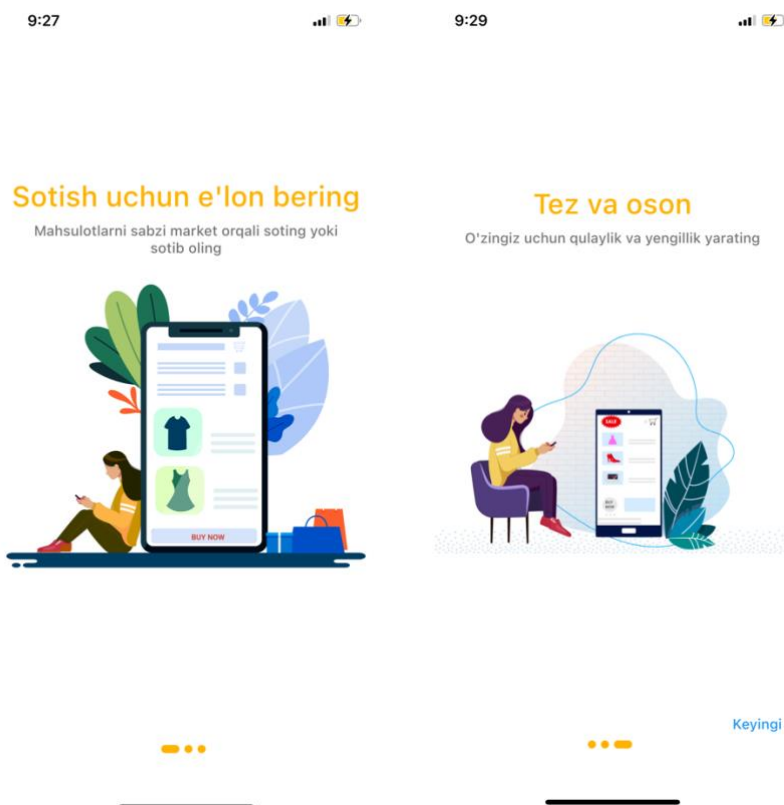 9:27
Sotish uchun e'lon bering
Mahsulotlarni sabzi market orqali soting yoki
sotib oling
BUY NOW
9:29
Tez va oson
O'zingiz uchun qulaylik va yengillik yarating
SALE
BUY
NOW
Keyingi